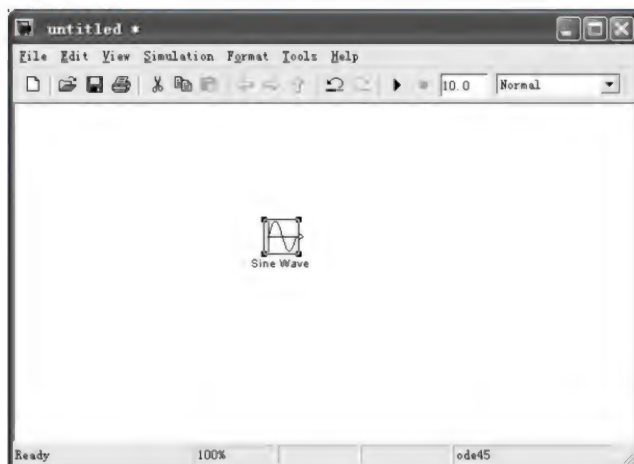 untitled *
File Edit View Simulation Format Tools Help
10.0 Normal
Sine Wave
Ready 100% ode45